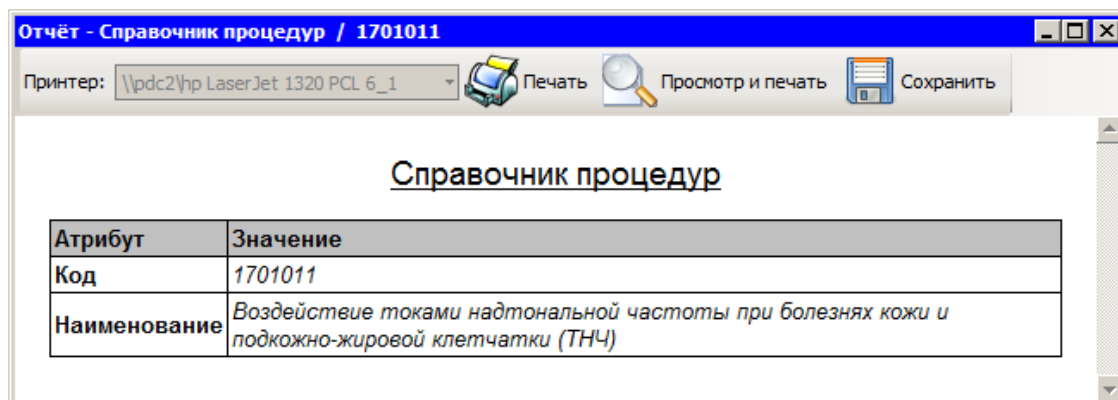 Отчёт - Справочник процедур / 1701011
Принтер: \\pdc2\hp LaserJet 1320 PCL 6_1 Печать Просмотр и печать Сохранить
Справочник процедур
Атрибут Значение
Код 1701011
Наименование Воздействие токами надтональной частоты при болезнях кожи и
подкожно-жировой клетчатки (ТНЧ)